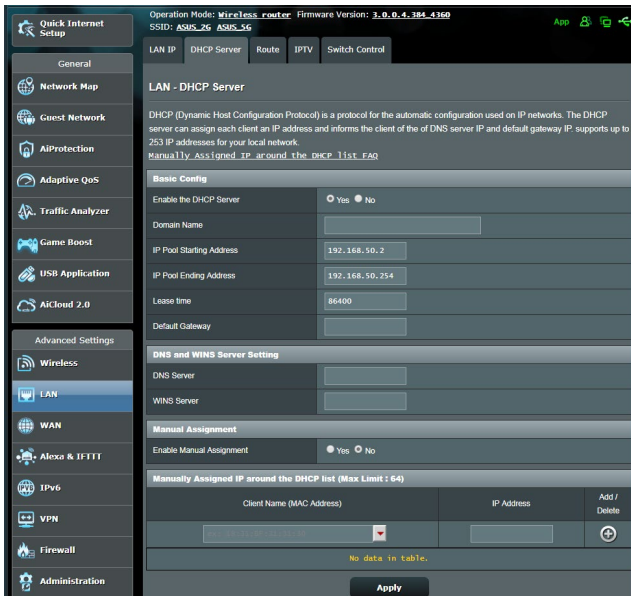 Quick Internet
Setup
General
Network Map
Guest Network
AiProtection
Adaptive QoS
Traffic Analyzer
Game Boost
USB Application
AiCloud 2.0
Advanced Settings
Wireless
LAN
WAN
Alexa & IFTTT
IPv6
VPN
Firewall
Administration
Operation Mode: Wireless router Firmware Version: 3.0.0.4.384_4360
SSID: ASUS_2G ASUS_5G
App
LAN IP DHCP Server Route IPTV Switch Control
LAN - DHCP Server
DHCP (Dynamic Host Configuration Protocol) is a protocol for the automatic configuration used on IP networks. The DHCP
server can assign each client an IP address and informs the client of the of DNS server IP and default gateway IP. supports up to
253 IP addresses for your local network.
Manually Assigned IP around the DHCP list FAQ
Basic Config
Enable the DHCP Server Yes No
Domain Name
IP Pool Starting Address 192.168.50.2
IP Pool Ending Address 192.168.50.254
Lease time 86400
Default Gateway
DNS and WINS Server Setting
DNS Server
WINS Server
Manual Assignment
Enable Manual Assignment Yes No
Manually Assigned IP around the DHCP list (Max Limit : 64)
Client Name (MAC Address) IP Address Add /
Delete
No data in table.
Apply